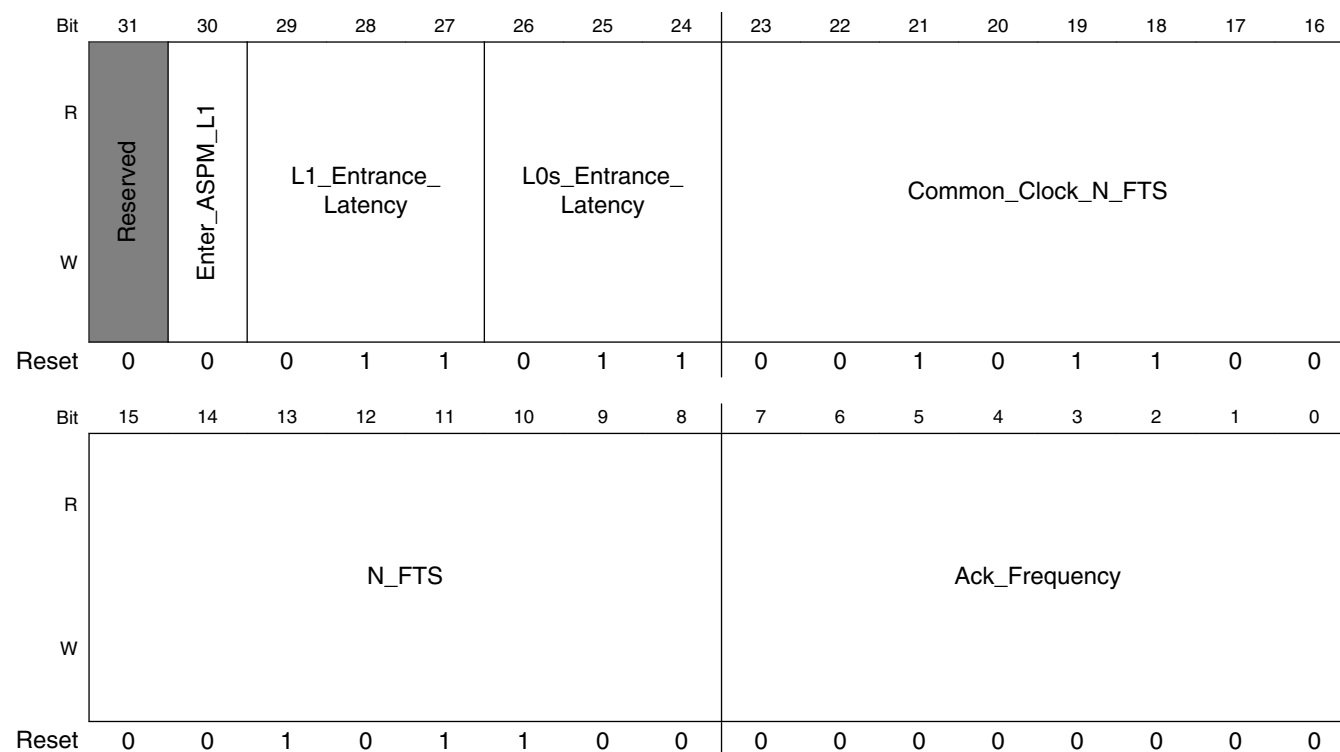 Bit 31 30 29 28 27 26 25 24 23 22 21 20 19 18 17 16
R
Reserved
Enter_ASPM_L1
L1_Entrance_
Latency
L0s_Entrance_
Latency
Common_Clock_N_FTS
W
Reset 0 0 0 1 1 0 1 1 0 0 1 0 1 1 0 0
Bit 15 14 13 12 11 10 9 8 7 6 5 4 3 2 1 0
R
N_FTS
Ack_Frequency
W
Reset 0 0 1 0 1 1 0 0 0 0 0 0 0 0 0 0